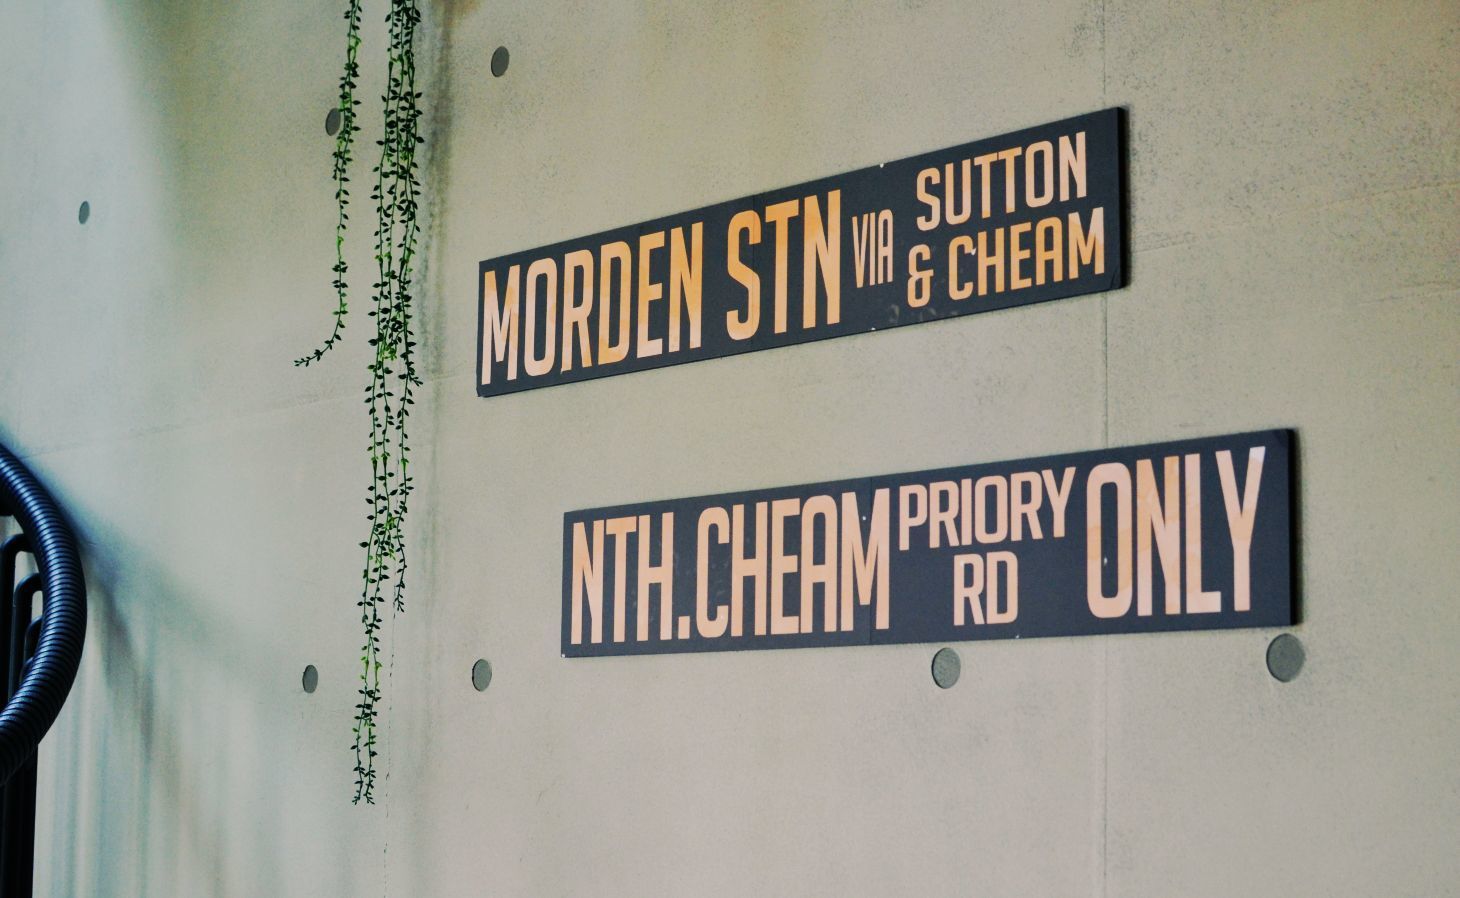 MORDEN STN VIA SUTTON
& CHEAM
NTH. CHEAM PRIORY
RD ONLY